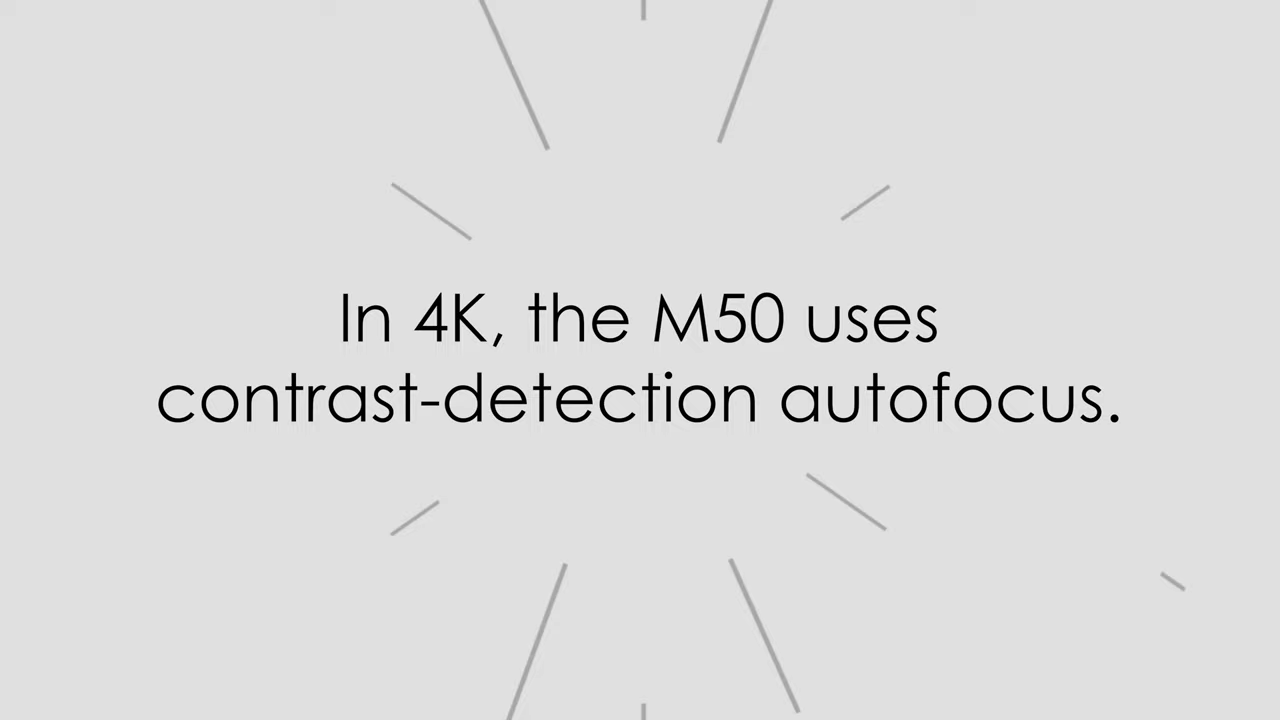 In 4K, the M50 uses
contrast-detection autofocus.